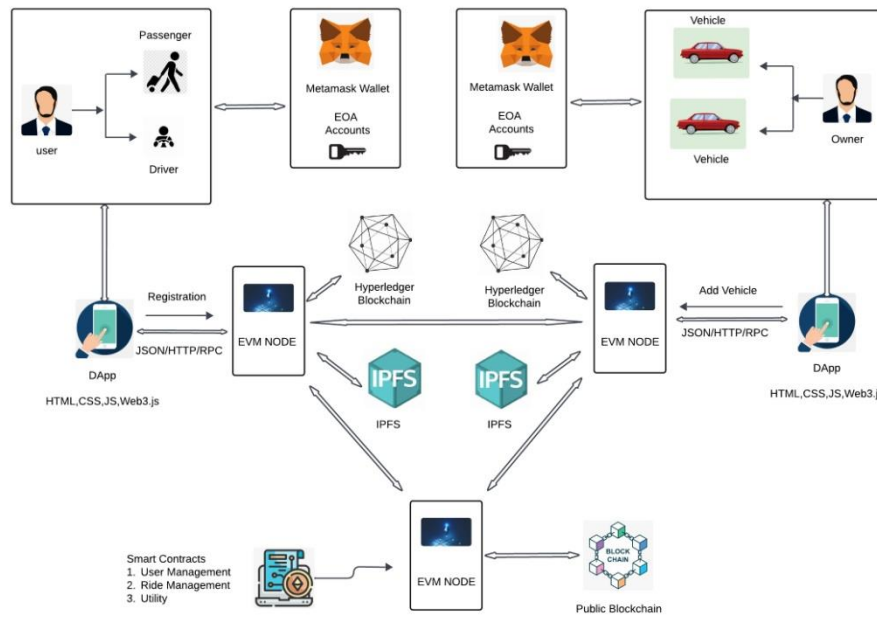 Passenger
user
Driver
Metamask Wallet
EOA
Accounts
Metamask Wallet
EOA
Accounts
Vehicle
Vehicle
Owner
Registration
JSON/HTTP/RPC
DApp
HTML,CSS,JS,Web3.js
EVM NODE
Hyperledger
Blockchain
IPFS
IPFS
Hyperledger
Blockchain
IPFS
IPFS
EVM NODE
Add Vehicle
JSON/HTTP/RPC
DApp
HTML,CSS,JS,Web3.j
Smart Contracts
1. User Management
2. Ride Management
3. Utility
EVM NODE
BLOCK
CHAIN
Public Blockchain